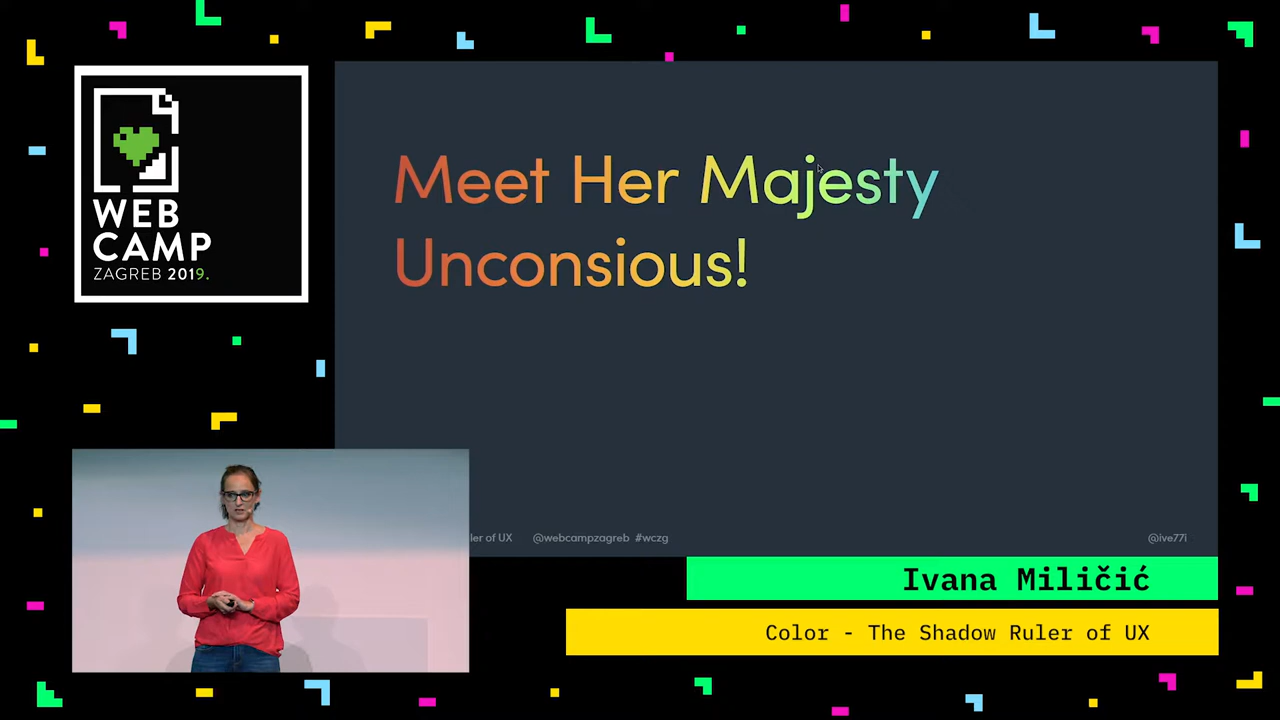 WEB
CAMP
ZAGREB 2019.
Meet Her Majesty
Unconsious!
ler of UX @webcampzagreb #wczg
@ive77i
Ivana Miličić
Color - The Shadow Ruler of UX